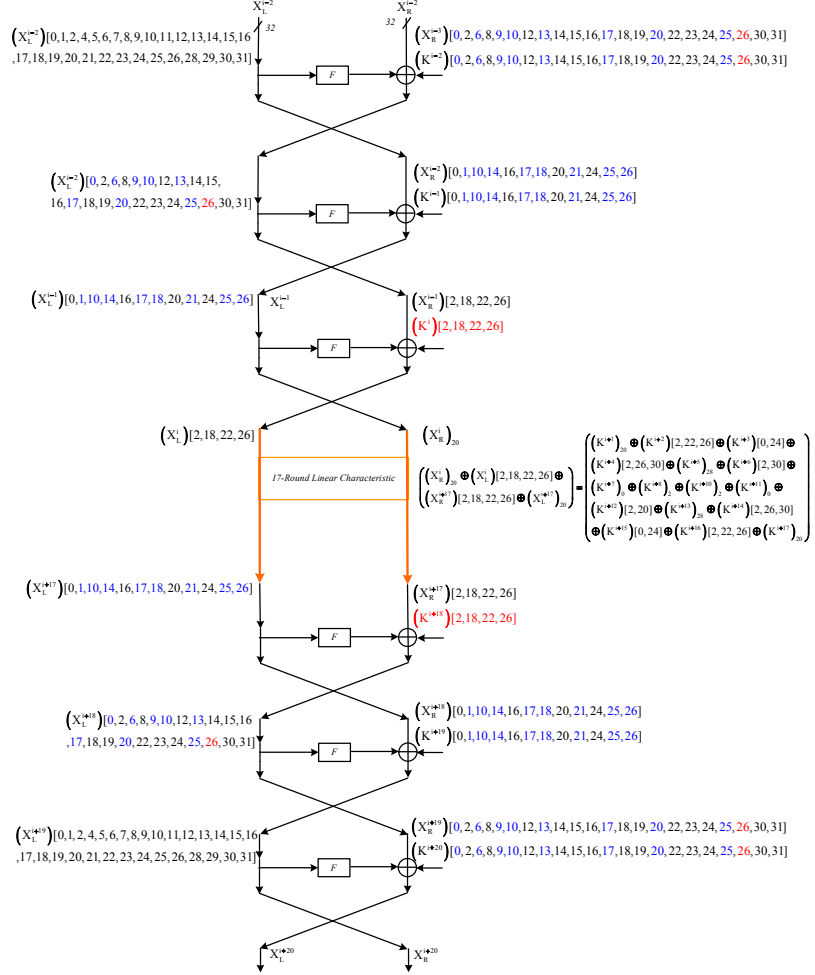 X_L^{i-2} X_R^{i-2}
32 32
(X_L^{i-2})[0,1,2,4,5,6,7,8,9,10,11,12,13,14,15,16
,17,18,19,20,21,22,23,24,25,26,28,29,30,31]
(X_R^{i-3})[0,2,6,8,9,10,12,13,14,15,16,17,18,19,20,22,23,24,25,26,30,31]
(K^{i-2})[0,2,6,8,9,10,12,13,14,15,16,17,18,19,20,22,23,24,25,26,30,31]
F
(X_L^{i-2})[0,2,6,8,9,10,12,13,14,15,
16,17,18,19,20,22,23,24,25,26,30,31]
(X_R^{i-2})[0,1,10,14,16,17,18,20,21,24,25,26]
(K^{i-1})[0,1,10,14,16,17,18,20,21,24,25,26]
F
(X_L^{i-1})[0,1,10,14,16,17,18,20,21,24,25,26]
X_L^{i-1}
(X_R^{i-1})[2,18,22,26]
(K^i)[2,18,22,26]
F
(X_L^i)[2,18,22,26]
(X_R^i)_20
17-Round Linear Characteristic
((X_R^i)_20⊕(X_L^i)[2,18,22,26]⊕
(X_R^{i+17})[2,18,22,26]⊕(X_L^{i+17})_20)
=
((K^{i+1})_20⊕(K^{i+2})[2,22,26]⊕(K^{i+3})[0,24]⊕
(K^{i+4})[2,26,30]⊕(K^{i+5})_28⊕(K^{i+6})[2,30]⊕
(K^{i+7})_0⊕(K^{i+8})_2⊕(K^{i+10})_2⊕(K^{i+11})_0⊕
(K^{i+12})[2,20]⊕(K^{i+13})_28⊕(K^{i+14})[2,26,30]
⊕(K^{i+15})[0,24]⊕(K^{i+16})[2,22,26]⊕(K^{i+17})_20)
(X_L^{i+17})[0,1,10,14,16,17,18,20,21,24,25,26]
(X_R^{i+17})[2,18,22,26]
(K^{i+18})[2,18,22,26]
F
(X_L^{i+18})[0,2,6,8,9,10,12,13,14,15,16
,17,18,19,20,22,23,24,25,26,30,31]
(X_R^{i+18})[0,1,10,14,16,17,18,20,21,24,25,26]
(K^{i+19})[0,1,10,14,16,17,18,20,21,24,25,26]
F
(X_L^{i+19})[0,1,2,4,5,6,7,8,9,10,11,12,13,14,15,16
,17,18,19,20,21,22,23,24,25,26,28,29,30,31]
(X_R^{i+19})[0,2,6,8,9,10,12,13,14,15,16,17,18,19,20,22,23,24,25,26,30,31]
(K^{i+20})[0,2,6,8,9,10,12,13,14,15,16,17,18,19,20,22,23,24,25,26,30,31]
F
X_L^{i+20} X_R^{i+20}